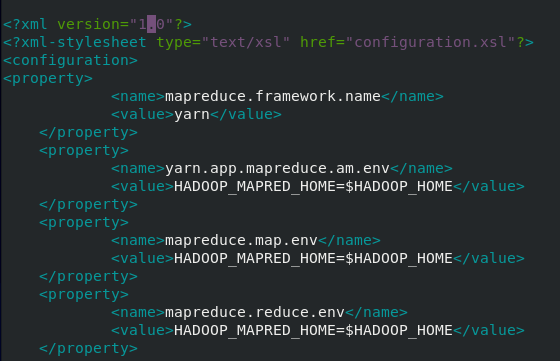 <?xml version="1.0"?>
<?xml-stylesheet type="text/xsl" href="configuration.xsl"?>
<configuration>
<property>
            <name>mapreduce.framework.name</name>
            <value>yarn</value>
    </property>
    <property>
            <name>yarn.app.mapreduce.am.env</name>
            <value>HADOOP_MAPRED_HOME=$HADOOP_HOME</value>
    </property>
    <property>
            <name>mapreduce.map.env</name>
            <value>HADOOP_MAPRED_HOME=$HADOOP_HOME</value>
    </property>
    <property>
            <name>mapreduce.reduce.env</name>
            <value>HADOOP_MAPRED_HOME=$HADOOP_HOME</value>
    </property>